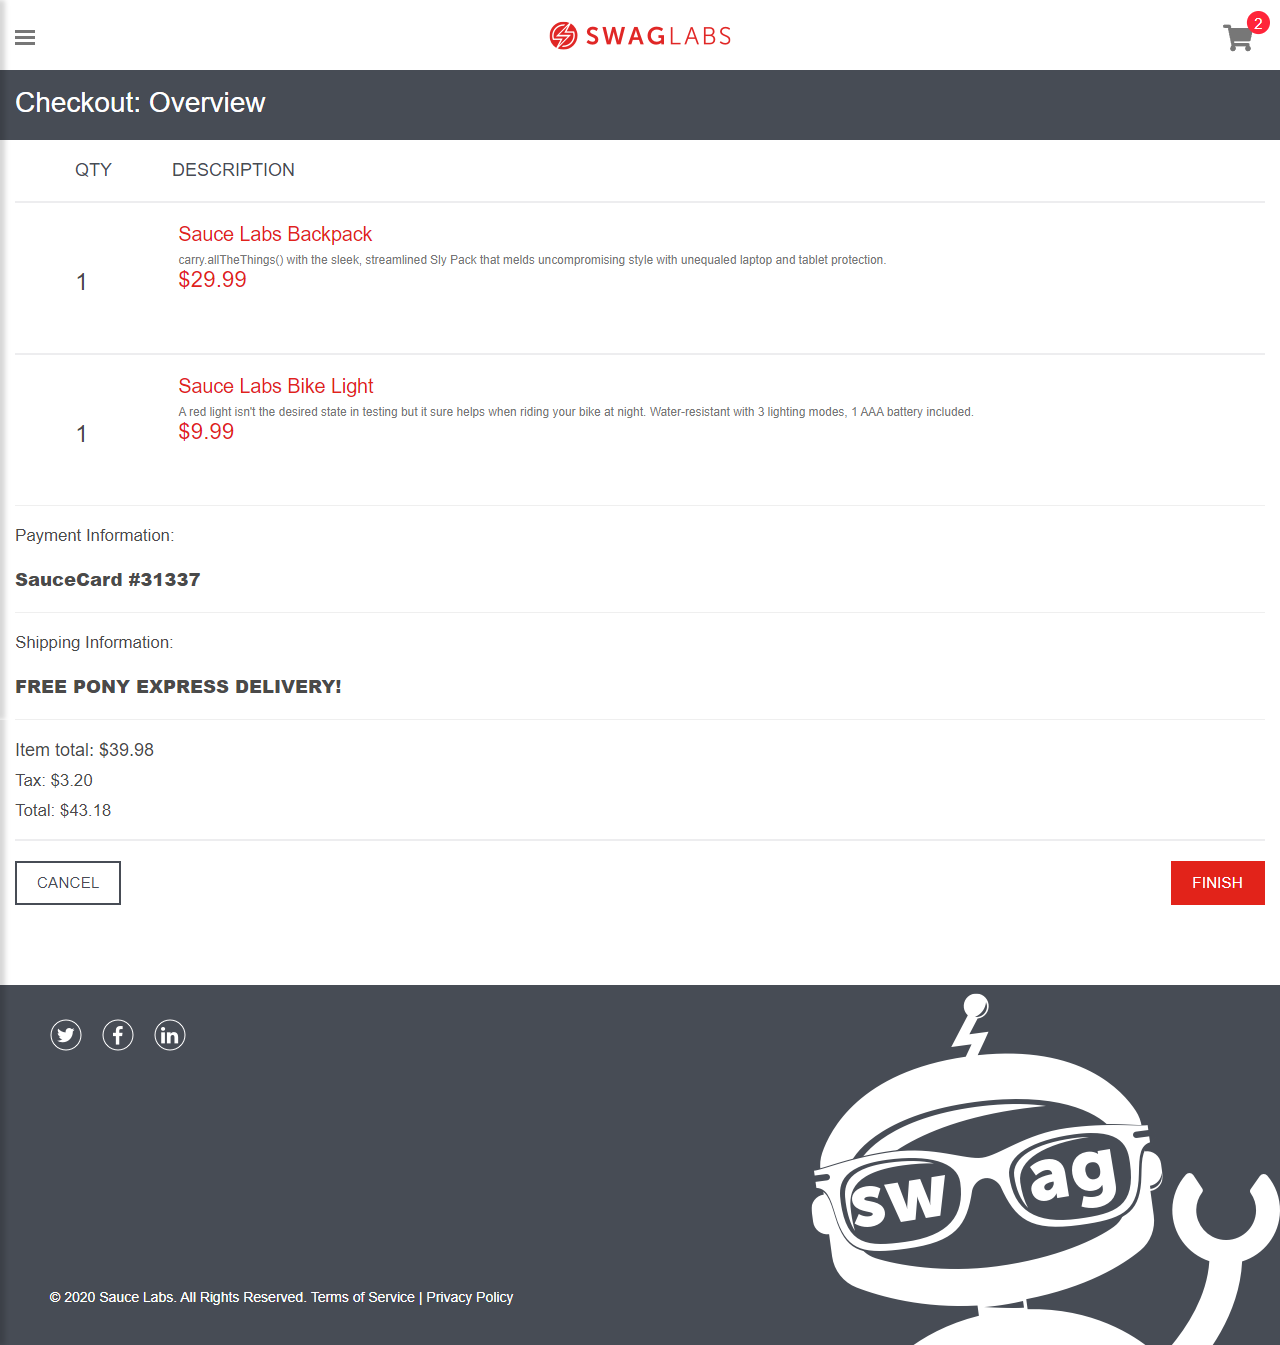 SWAGLABS
2
Checkout: Overview
QTY DESCRIPTION
Sauce Labs Backpack
carry.allTheThings() with the sleek, streamlined Sly Pack that melds uncompromising style with unequaled laptop and tablet protection.
1
$29.99
Sauce Labs Bike Light
A red light isn't the desired state in testing but it sure helps when riding your bike at night. Water-resistant with 3 lighting modes, 1 AAA battery included.
1
$9.99
Payment Information:
SauceCard #31337
Shipping Information:
FREE PONY EXPRESS DELIVERY!
Item total: $39.98
Tax: $3.20
Total: $43.18
CANCEL FINISH
in
sw ag
© 2020 Sauce Labs. All Rights Reserved. Terms of Service | Privacy Policy